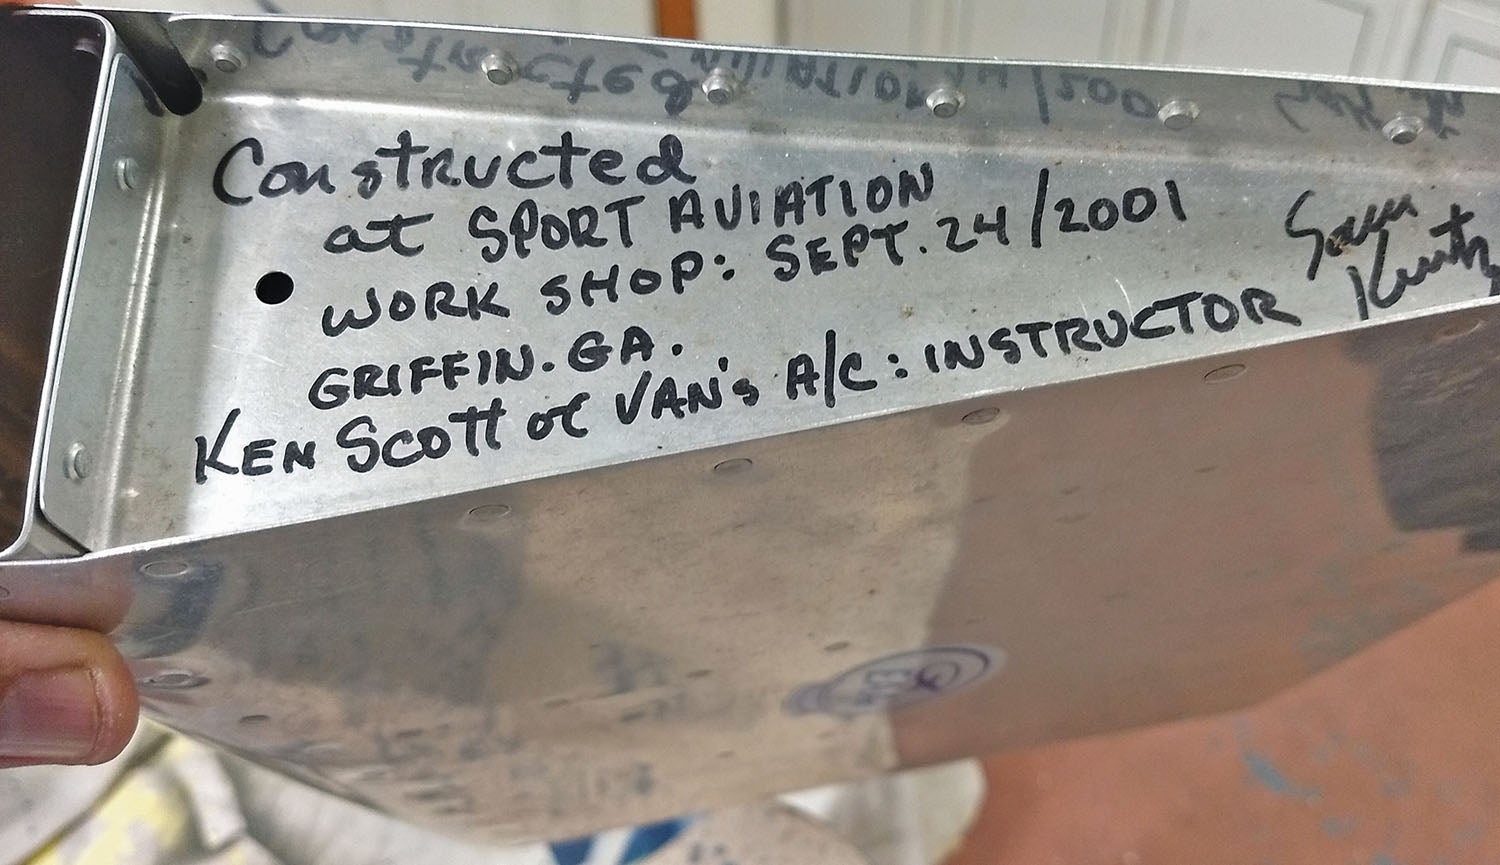 Constructed
at SPORT AVIATION
WORK SHOP: SEPT. 24/2001
GRIFFIN. GA.
KEN SCOTT of VAN'S A/C: INSTRUCTOR